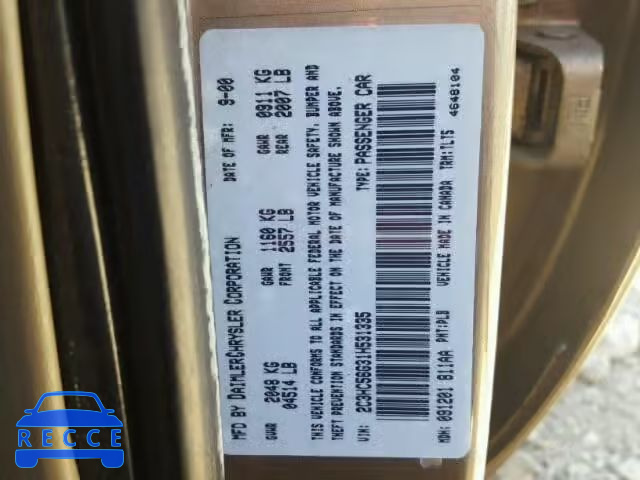 MFD BY DAIMLERCHRYSLER CORPORATION DATE OF MFR: 9-00
GVWR 2048 KG 04514 LB GAWR FRONT 1160 KG 2557 LB GAWR REAR 0911 KG 2007 LB
THIS VEHICLE CONFORMS TO ALL APPLICABLE FEDERAL MOTOR VEHICLE SAFETY, BUMPER AND
THEFT PREVENTION STANDARDS IN EFFECT ON THE DATE OF MANUFACTURE SHOWN ABOVE.
VIN: 2C3HC56G31H531335 TYPE: PASSENGER CAR
MDH: 091201 811AA PNT: PLB VEHICLE MADE IN CANADA TRM: TLT5
4648104
RECCE